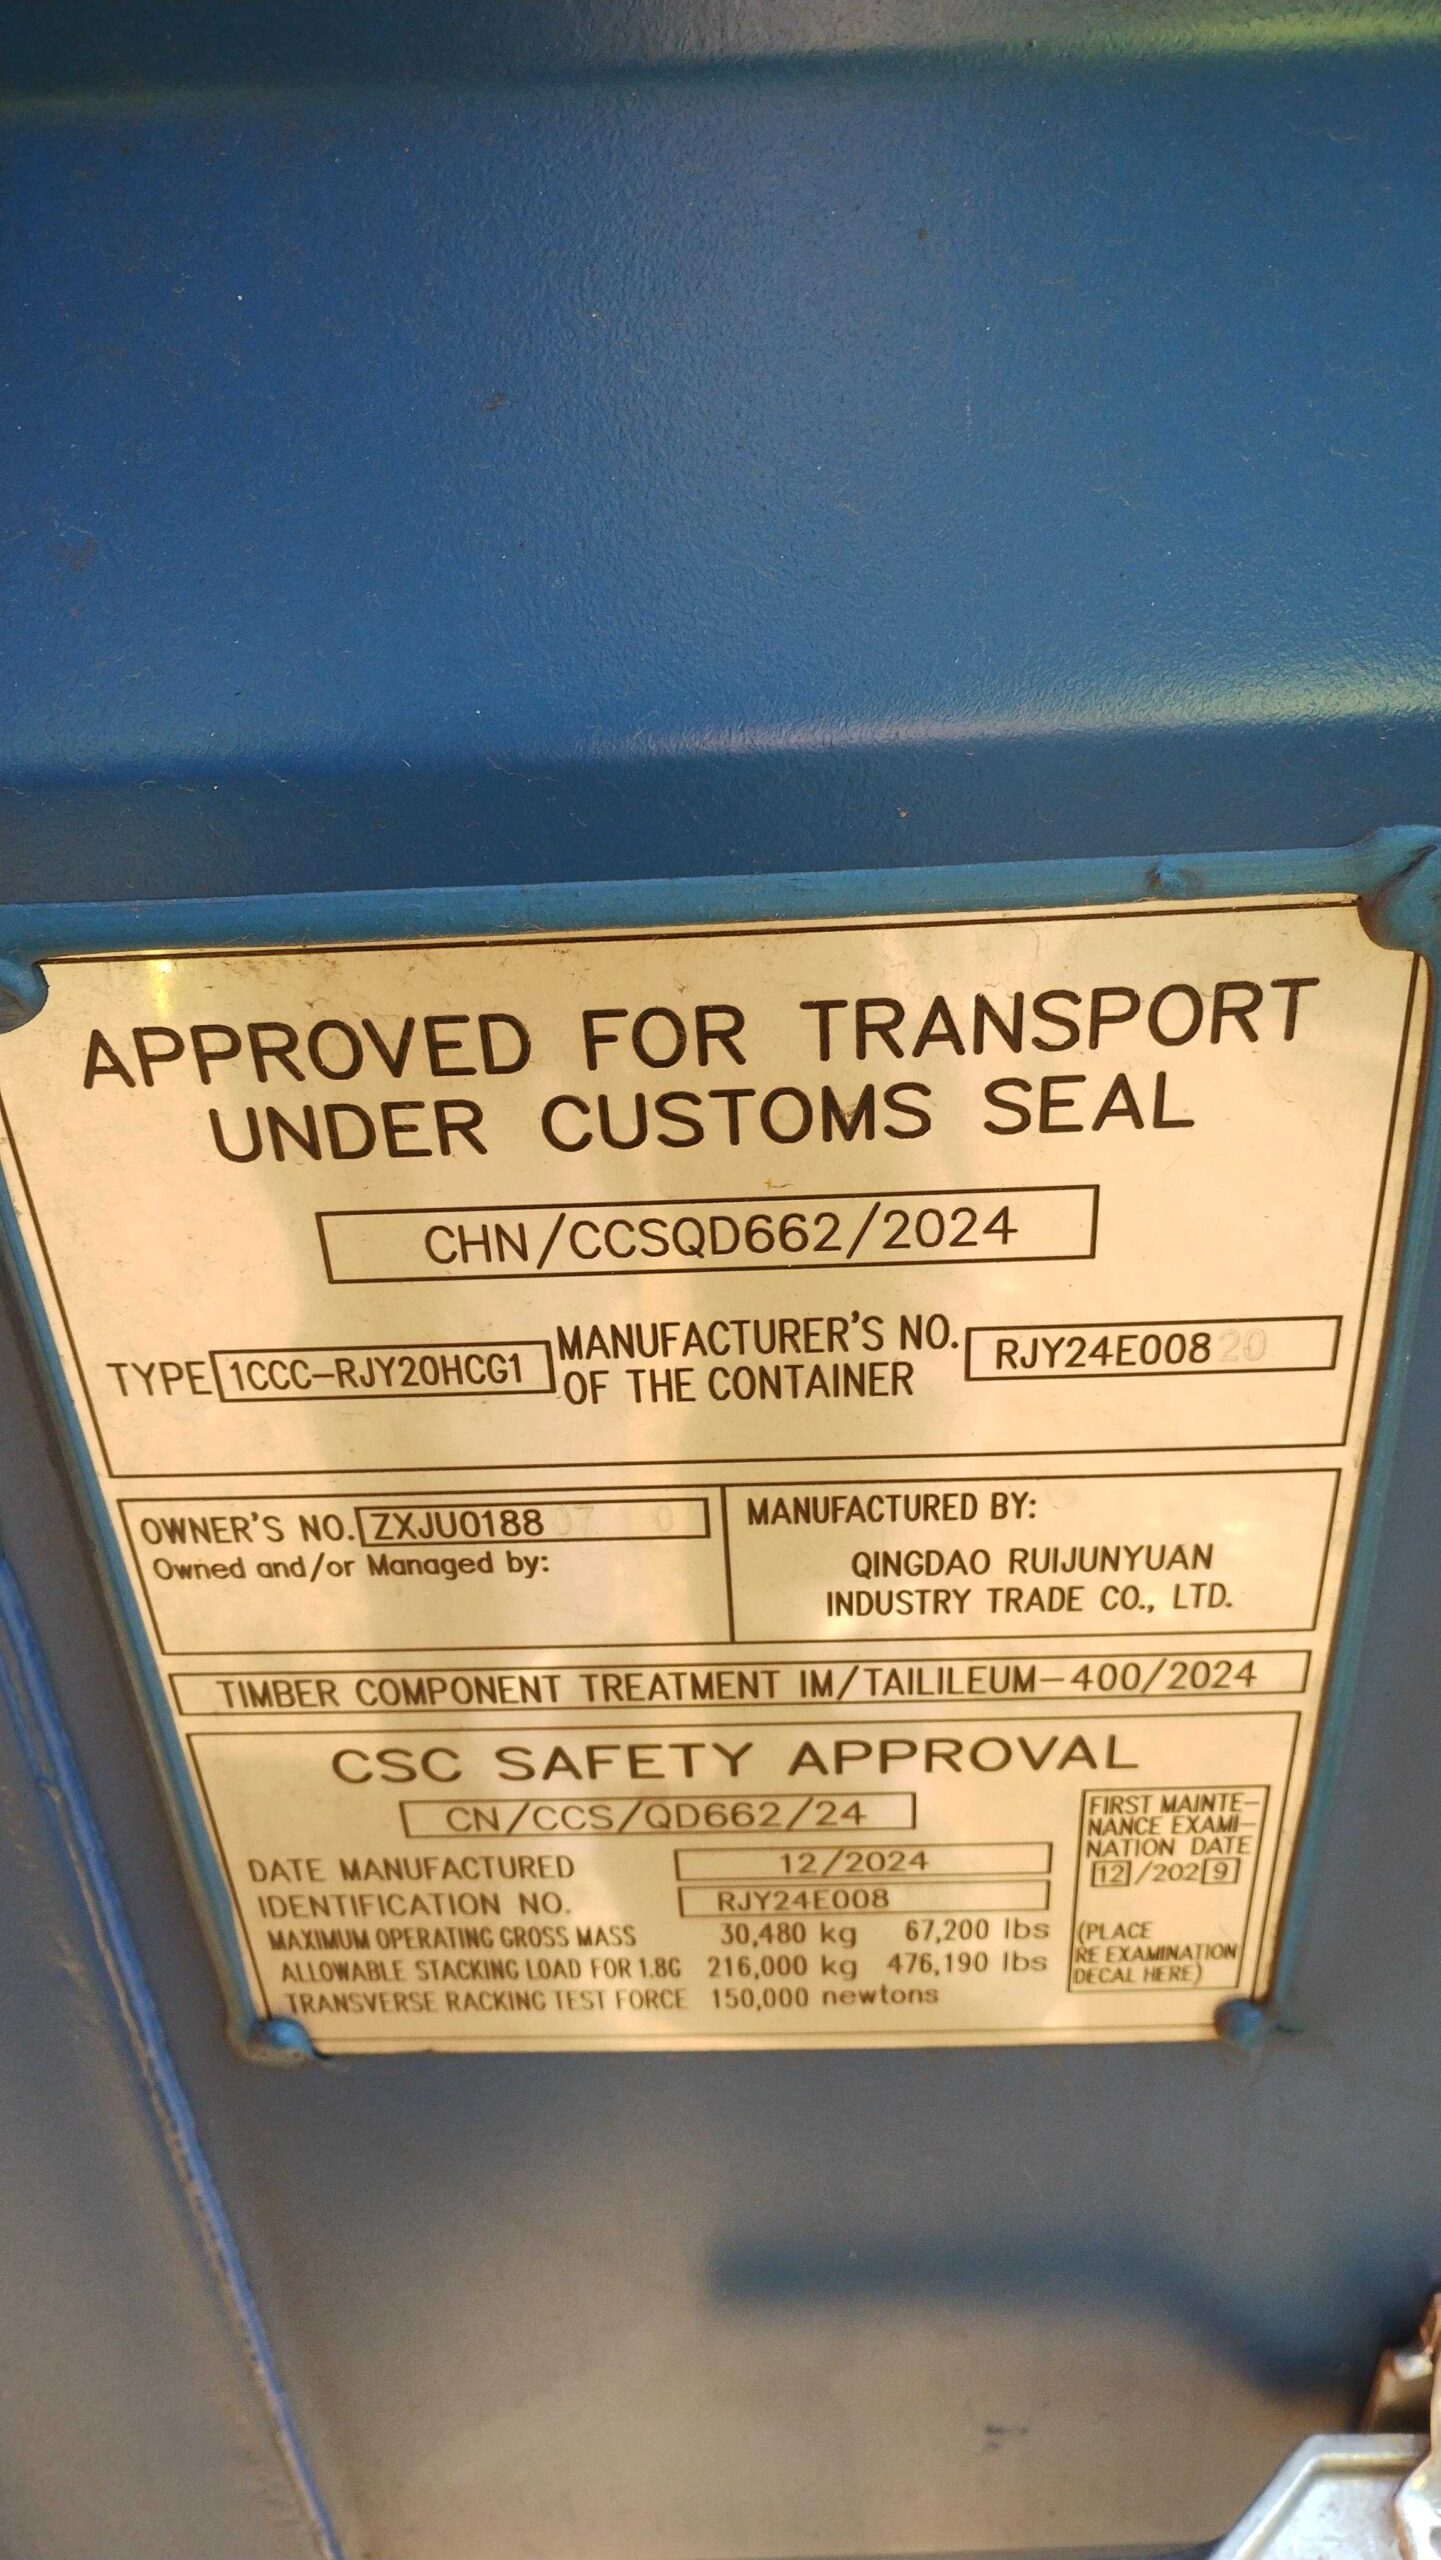 APPROVED FOR TRANSPORT
UNDER CUSTOMS SEAL
CHN/CCSQD662/2024
TYPE 1CCC-RJY20HCG1 MANUFACTURER'S NO. OF THE CONTAINER RJY24E00820
OWNER'S NO. ZXJU0188
Owned and/or Managed by:
MANUFACTURED BY:
QINGDAO RUIJUNYUAN
INDUSTRY TRADE CO., LTD.
TIMBER COMPONENT TREATMENT IM/TAILILEUM-400/2024
CSC SAFETY APPROVAL
CN/CCS/QD662/24
DATE MANUFACTURED 12/2024
IDENTIFICATION NO. RJY24E008
MAXIMUM OPERATING GROSS MASS 30,480 kg 67,200 lbs
ALLOWABLE STACKING LOAD FOR 1.8G 216,000 kg 476,190 lbs
TRANSVERSE RACKING TEST FORCE 150,000 newtons
FIRST MAINTE-
NANCE EXAMI-
NATION DATE
12/2029
(PLACE
RE EXAMINATION
DECAL HERE)